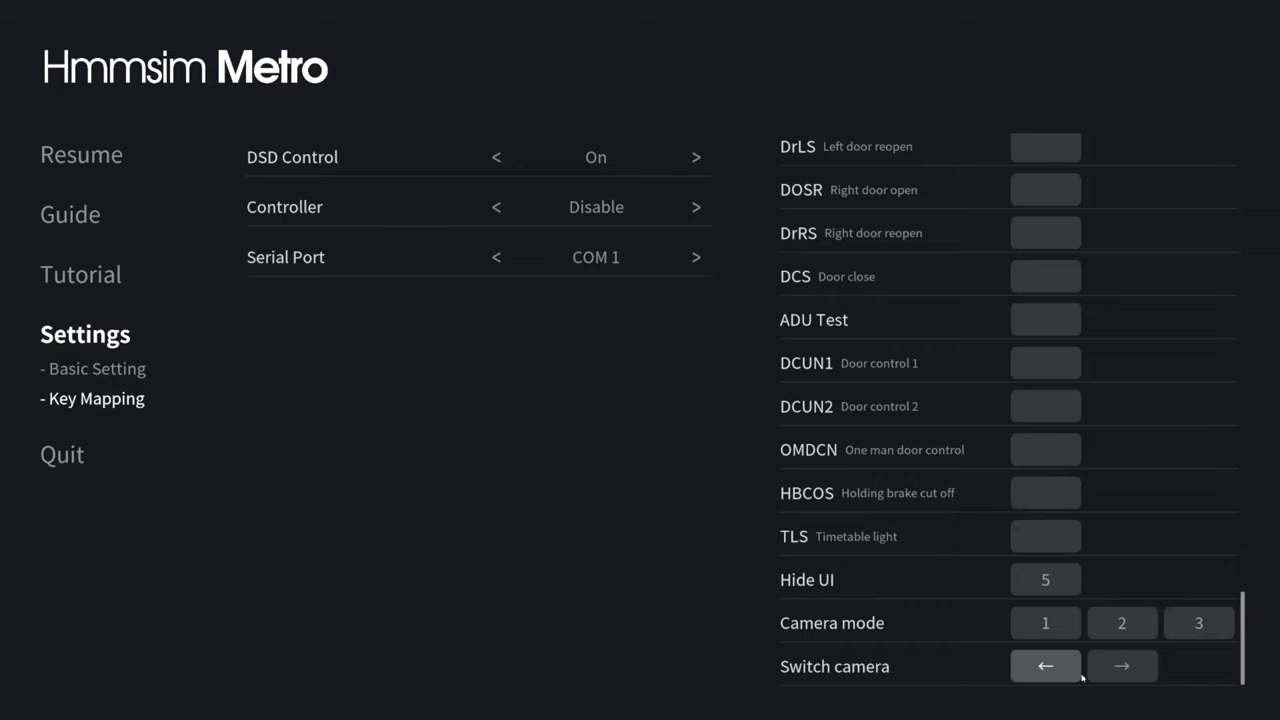 Hmmsim Metro
Resume
Guide
Tutorial
Settings
- Basic Setting
- Key Mapping
Quit
DSD Control < On >
Controller < Disable >
Serial Port < COM 1 >
DrLS Left door reopen
DOSR Right door open
DrRS Right door reopen
DCS Door close
ADU Test
DCUN1 Door control 1
DCUN2 Door control 2
OMDCN One man door control
HBCOS Holding brake cut off
TLS Timetable light
Hide UI 5
Camera mode 1 2 3
Switch camera ← →